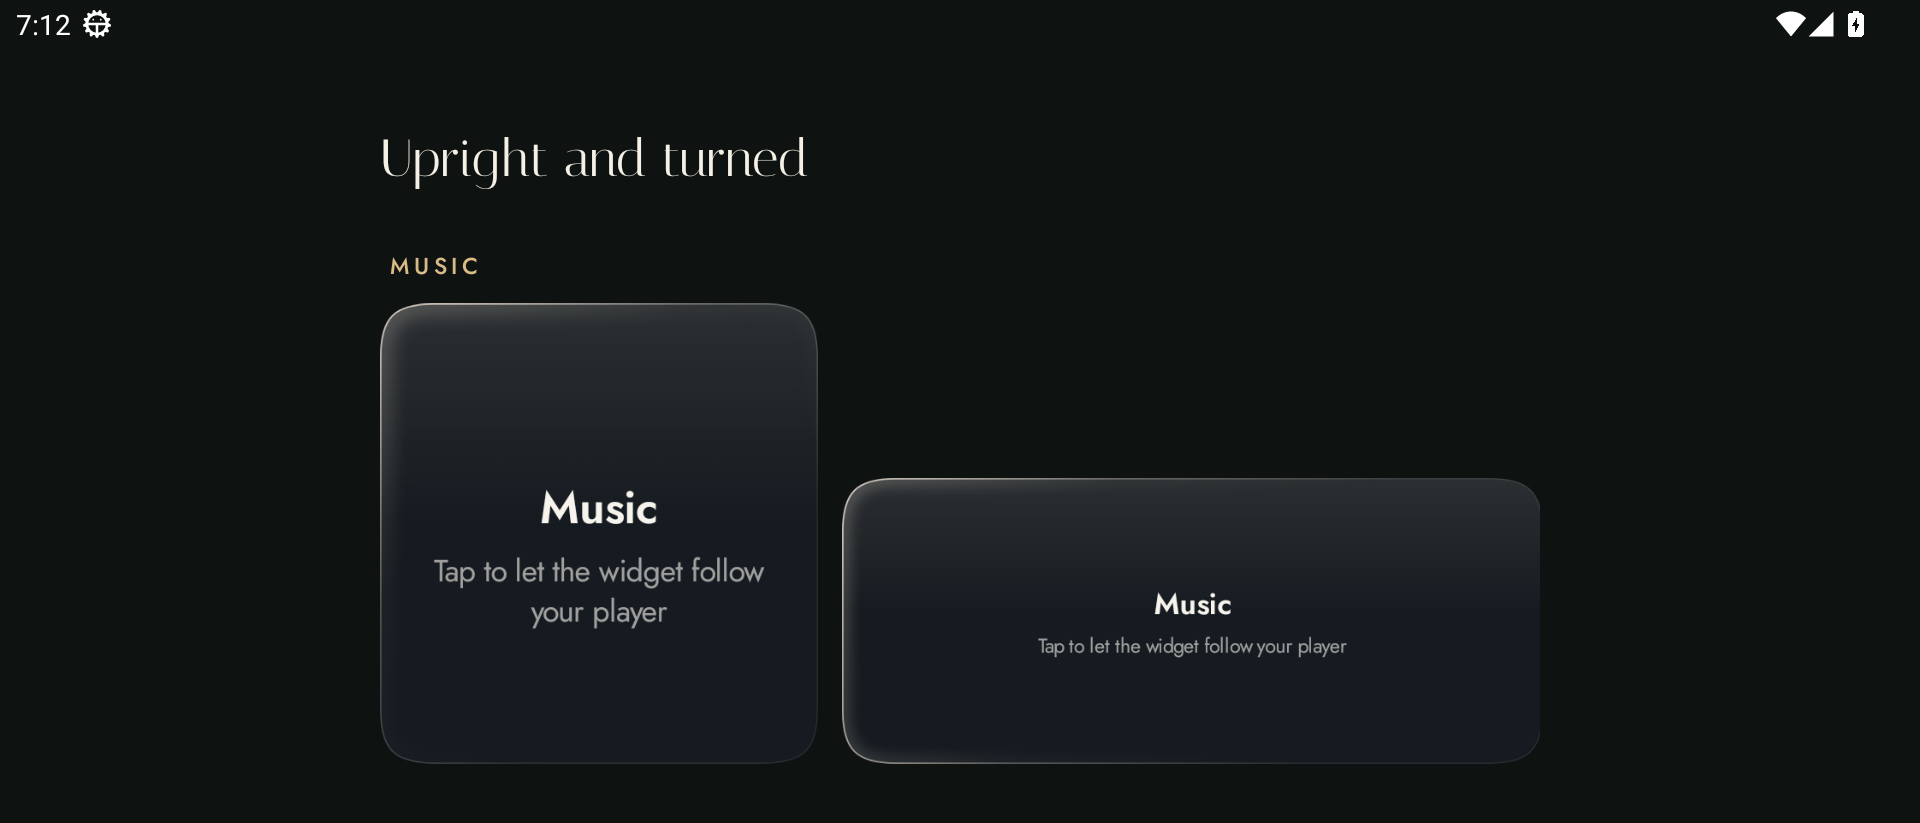 7:12
Upright and turned
MUSIC
Music
Tap to let the widget follow
your player
Music
Tap to let the widget follow your player